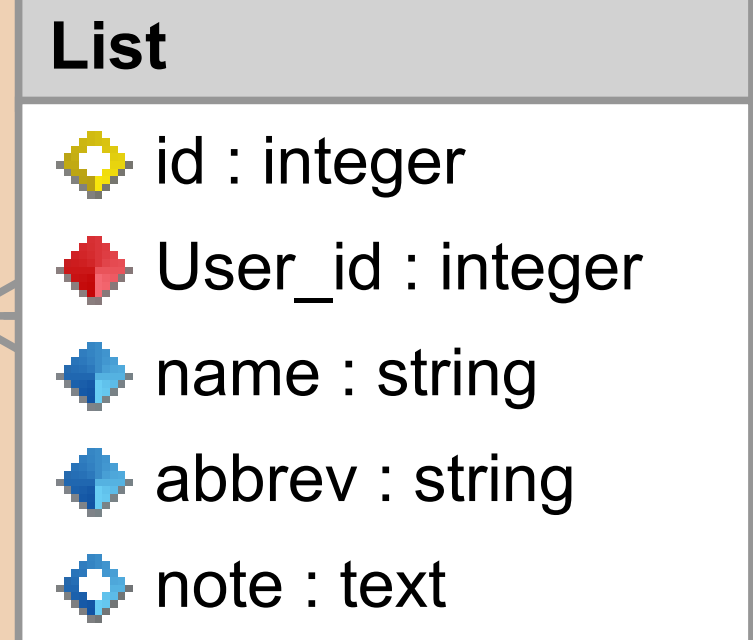 List
id : integer
User_id : integer
name : string
abbrev : string
note : text